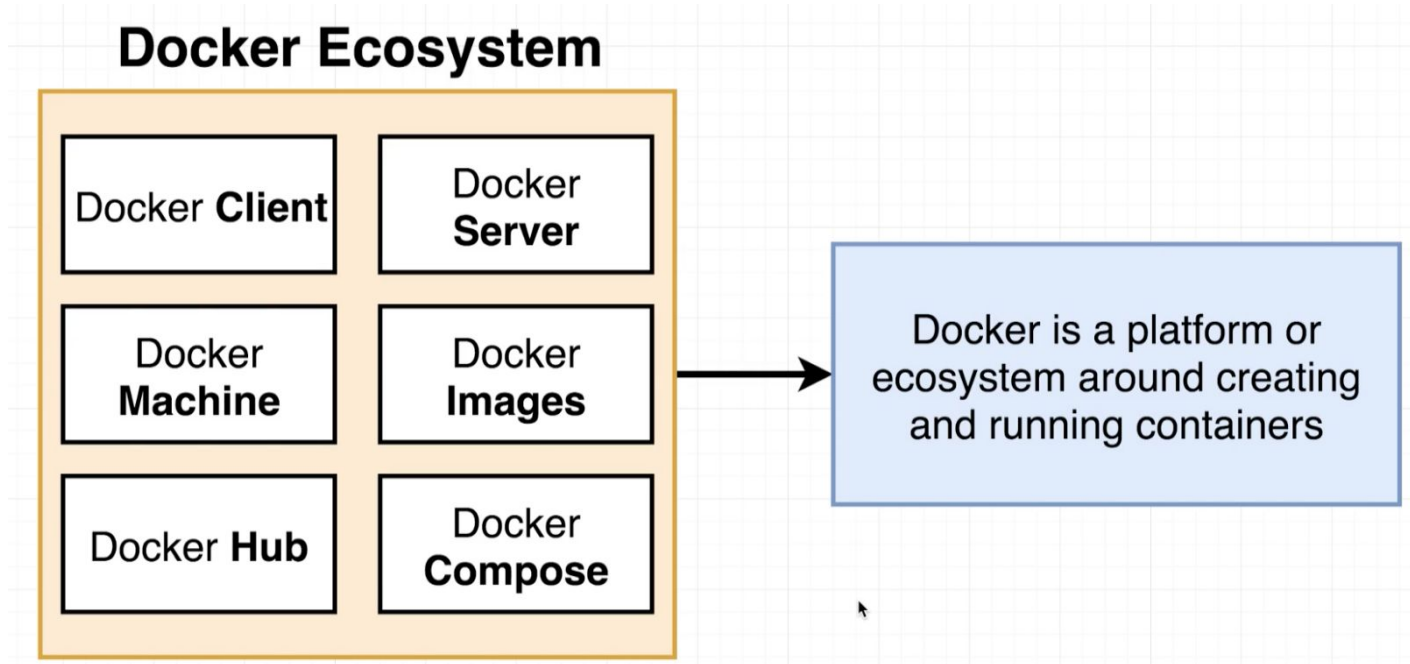 Docker Ecosystem
Docker Client
Docker
Server
Docker
Machine
Docker
Images
Docker Hub
Docker
Compose
Docker is a platform or
ecosystem around creating
and running containers